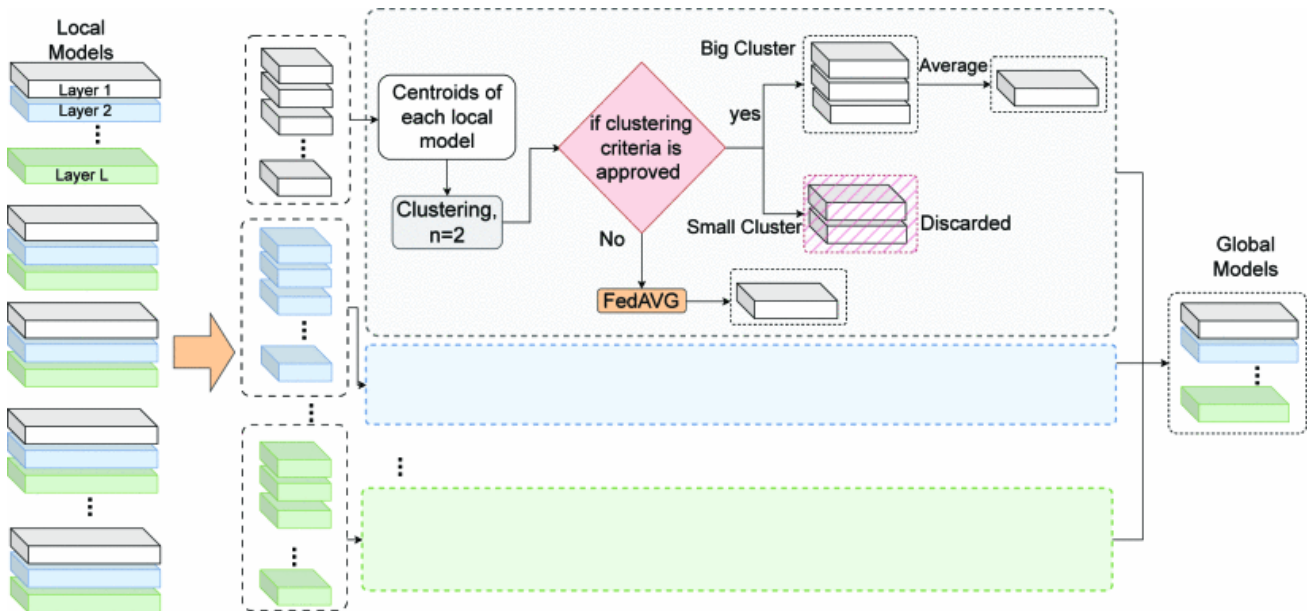 Local
Models
Layer 1
Layer 2
Layer L
Centroids of
each local
model
Clustering,
n=2
if clustering
criteria is
approved
yes
No
Big Cluster
Average
Small Cluster
Discarded
FedAVG
Global
Models